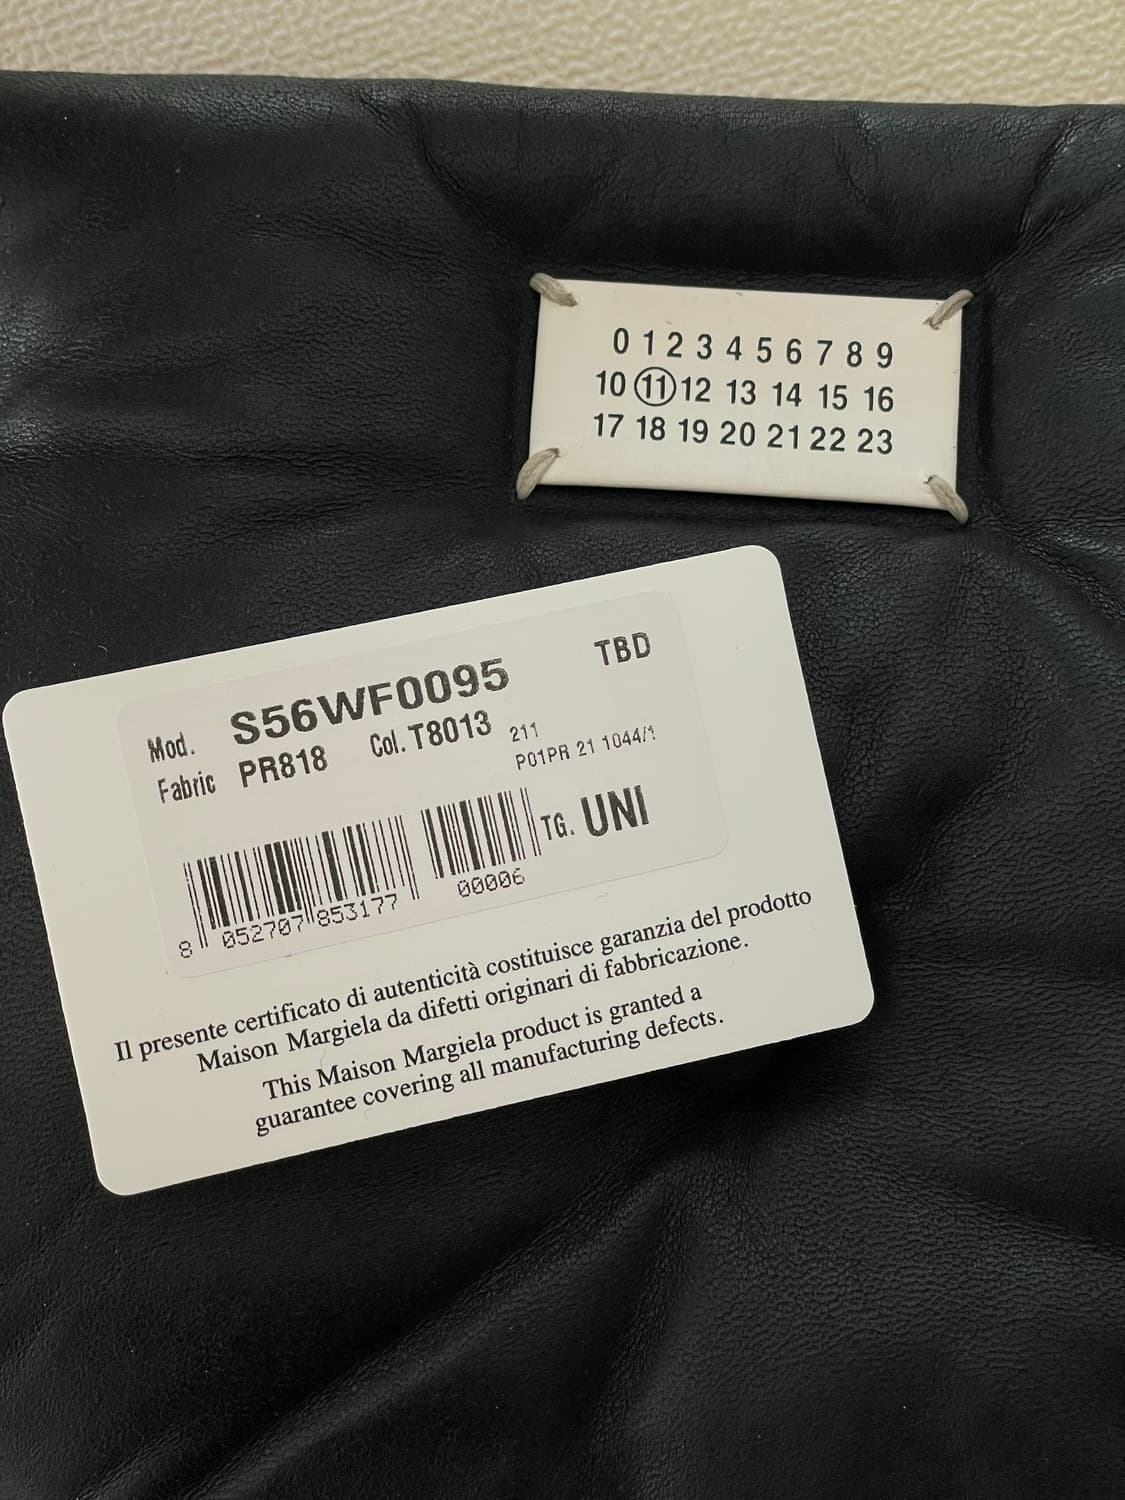 0 1 2 3 4 5 6 7 8 9
10 11 12 13 14 15 16
17 18 19 20 21 22 23
TBD
Mod. S56WF0095
Fabric PR818 Col. T8013 211
P01PR 21 1044/1
TG. UNI
8 052707 853177 00006
Il presente certificato di autenticità costituisce garanzia del prodotto
Maison Margiela da difetti originari di fabbricazione.
This Maison Margiela product is granted a
guarantee covering all manufacturing defects.